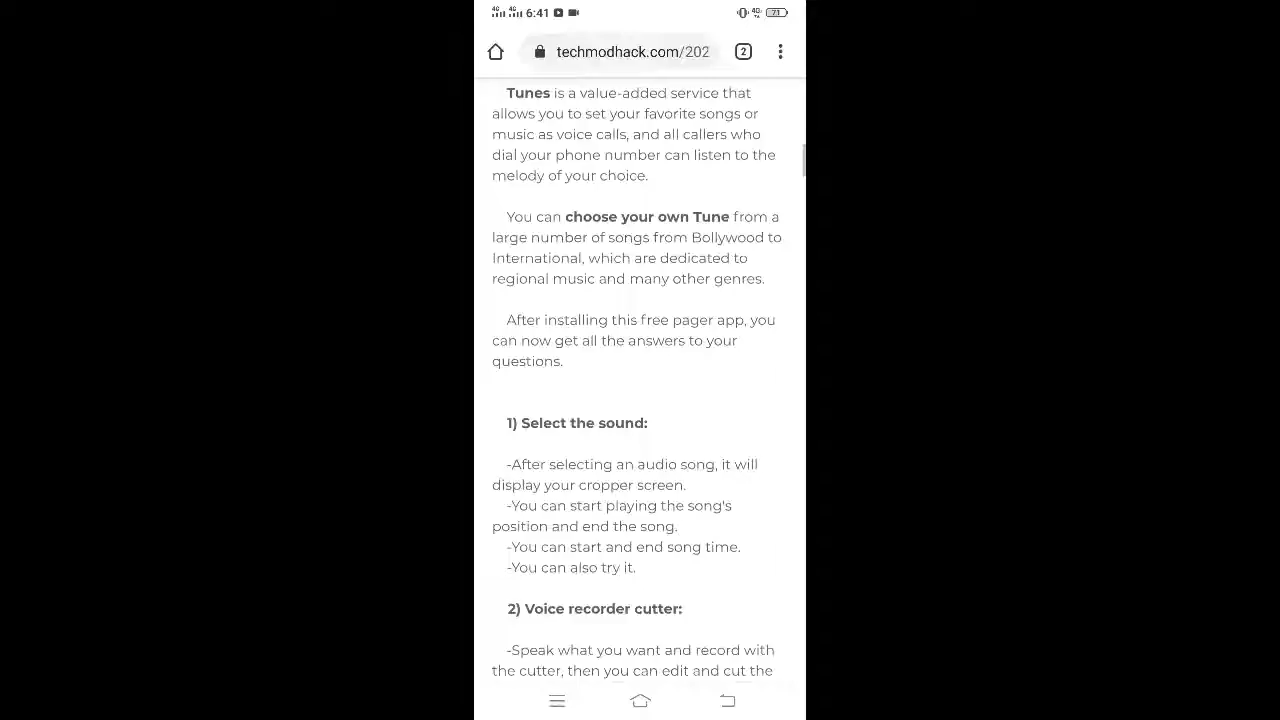 4G 4G 6:41 4G 71
techmodhack.com/202 2
Tunes is a value-added service that
allows you to set your favorite songs or
music as voice calls, and all callers who
dial your phone number can listen to the
melody of your choice.
You can choose your own Tune from a
large number of songs from Bollywood to
International, which are dedicated to
regional music and many other genres.
After installing this free pager app, you
can now get all the answers to your
questions.
1) Select the sound:
-After selecting an audio song, it will
display your cropper screen.
-You can start playing the song's
position and end the song.
-You can start and end song time.
-You can also try it.
2) Voice recorder cutter:
-Speak what you want and record with
the cutter, then you can edit and cut the